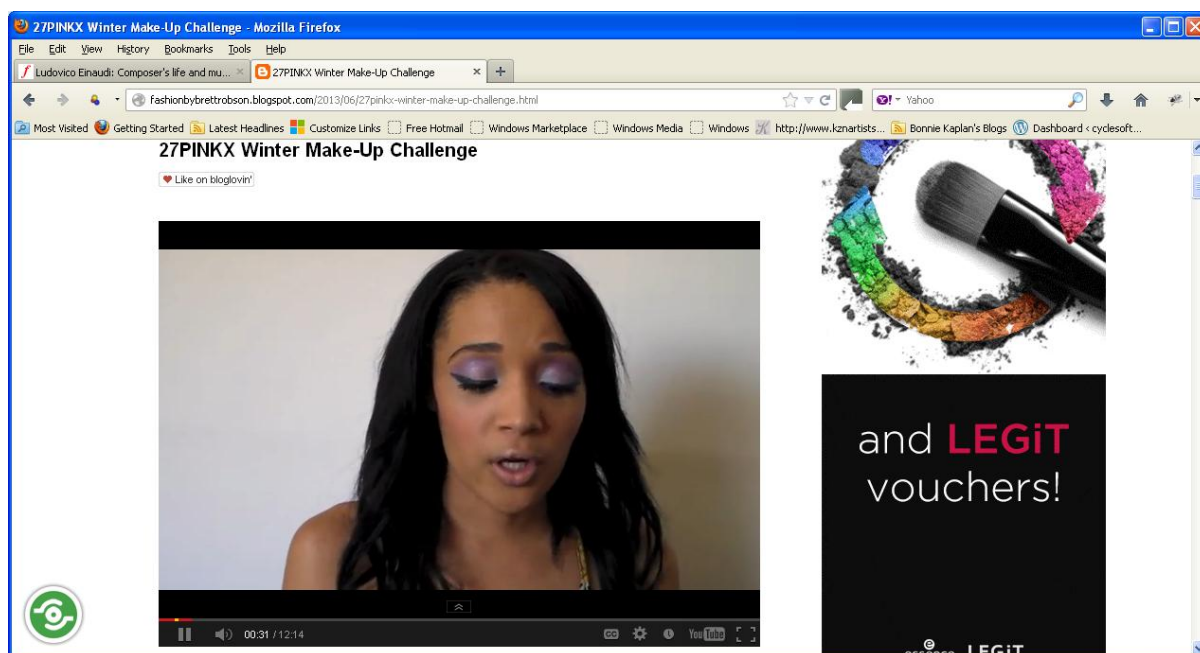 27PINKX Winter Make-Up Challenge - Mozilla Firefox
File Edit View History Bookmarks Tools Help
Ludovico Einaudi: Composer's life and mu... 27PINKX Winter Make-Up Challenge
fashionbybrettrobson.blogspot.com/2013/06/27pinkx-winter-make-up-challenge.html Yahoo
Most Visited Getting Started Latest Headlines Customize Links Free Hotmail Windows Marketplace Windows Media Windows http://www.kznartists... Bonnie Kaplan's Blogs Dashboard < cyclesoft...
27PINKX Winter Make-Up Challenge
Like on bloglovin'
and LEGiT
vouchers!
00:31 / 12:14 CC YouTube
essence LEGiT